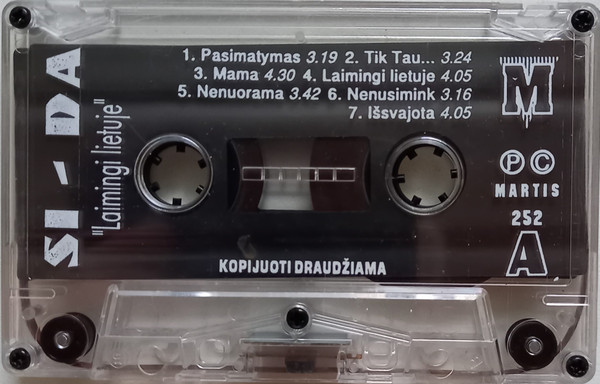 SI - DA
"Laimingi lietuje"
1. Pasimatymas 3.19 2. Tik Tau... 3.24
3. Mama 4.30 4. Laimingi lietuje 4.05
5. Nenuorama 3.42 6. Nenusimink 3.16
7. Išsvajota 4.05
M
Ⓟ Ⓒ
MARTIS
252
A
KOPIJUOTI DRAUDŽIAMA